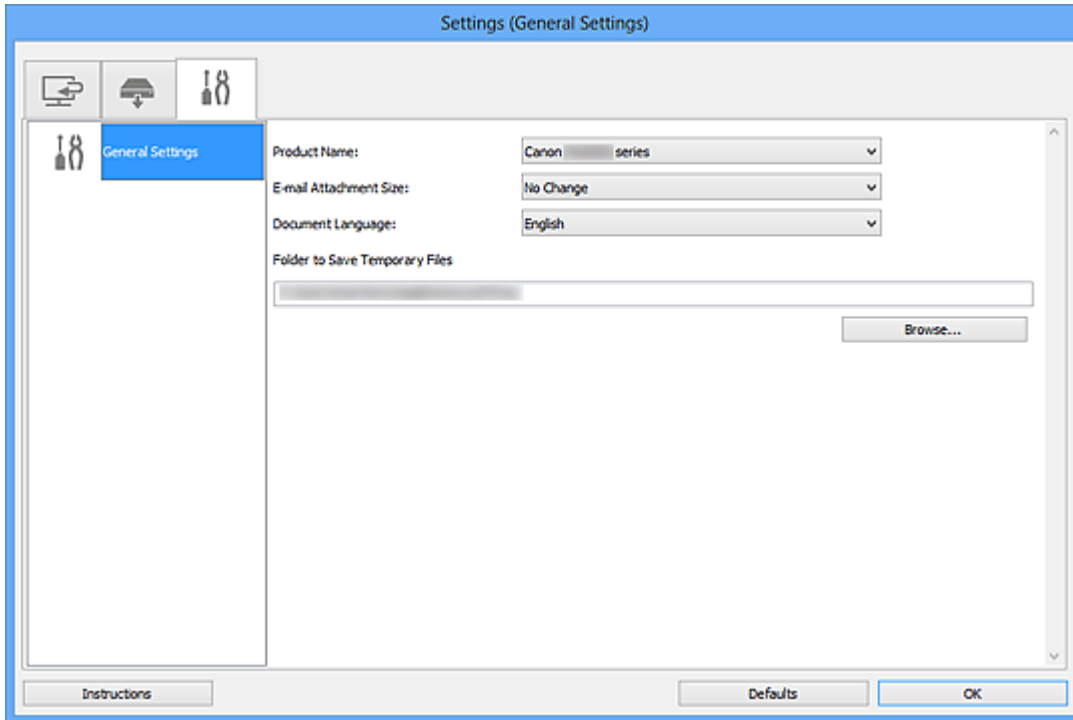 Settings (General Settings)
General Settings
Product Name: Canon series
E-mail Attachment Size: No Change
Document Language: English
Folder to Save Temporary Files
Browse...
Instructions Defaults OK